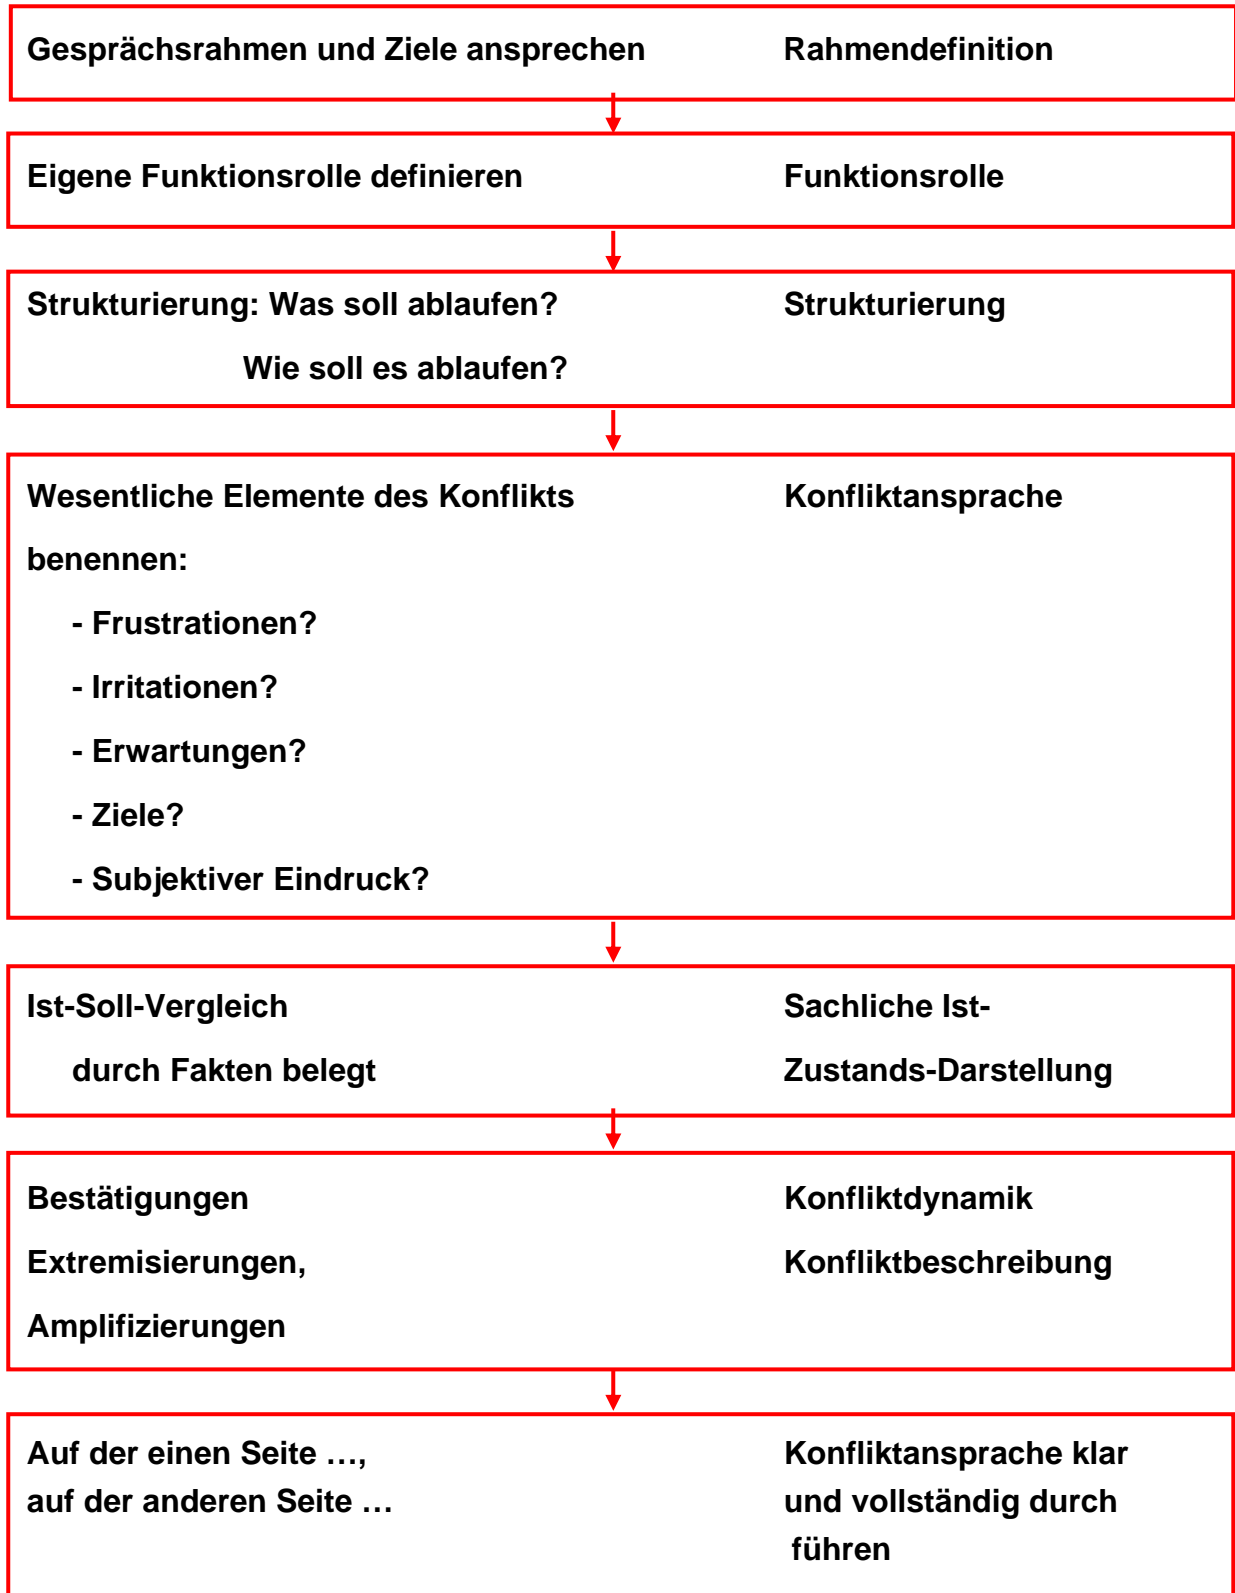 Gesprächsrahmen und Ziele ansprechen Rahmendefinition
Eigene Funktionsrolle definieren Funktionsrolle
Strukturierung: Was soll ablaufen? Strukturierung
Wie soll es ablaufen?
Wesentliche Elemente des Konflikts Konfliktansprache
benennen:
- Frustrationen?
- Irritationen?
- Erwartungen?
- Ziele?
- Subjektiver Eindruck?
Ist-Soll-Vergleich Sachliche Ist-
durch Fakten belegt Zustands-Darstellung
Bestätigungen Konfliktdynamik
Extremisierungen, Konfliktbeschreibung
Amplifizierungen
Auf der einen Seite …, Konfliktansprache klar
auf der anderen Seite … und vollständig durch
führen